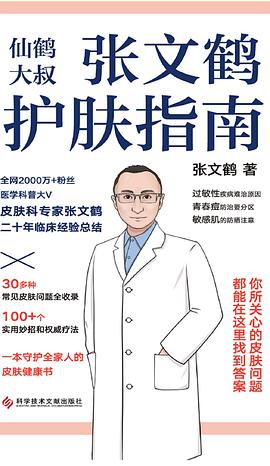 仙鹤
大叔
张文鹤
护肤指南
张文鹤 著
全网2000万+粉丝
医学科普大V
皮肤科专家张文鹤
二十年临床经验总结
过敏性疾病难治原因
青春痘防治要分区
敏感肌的防晒注意
30多种
常见皮肤问题全收录
100+个
实用妙招和权威疗法
一本守护全家人的
皮肤健康书
你所关心的皮肤问题
都能在这里找到答案
科学技术文献出版社